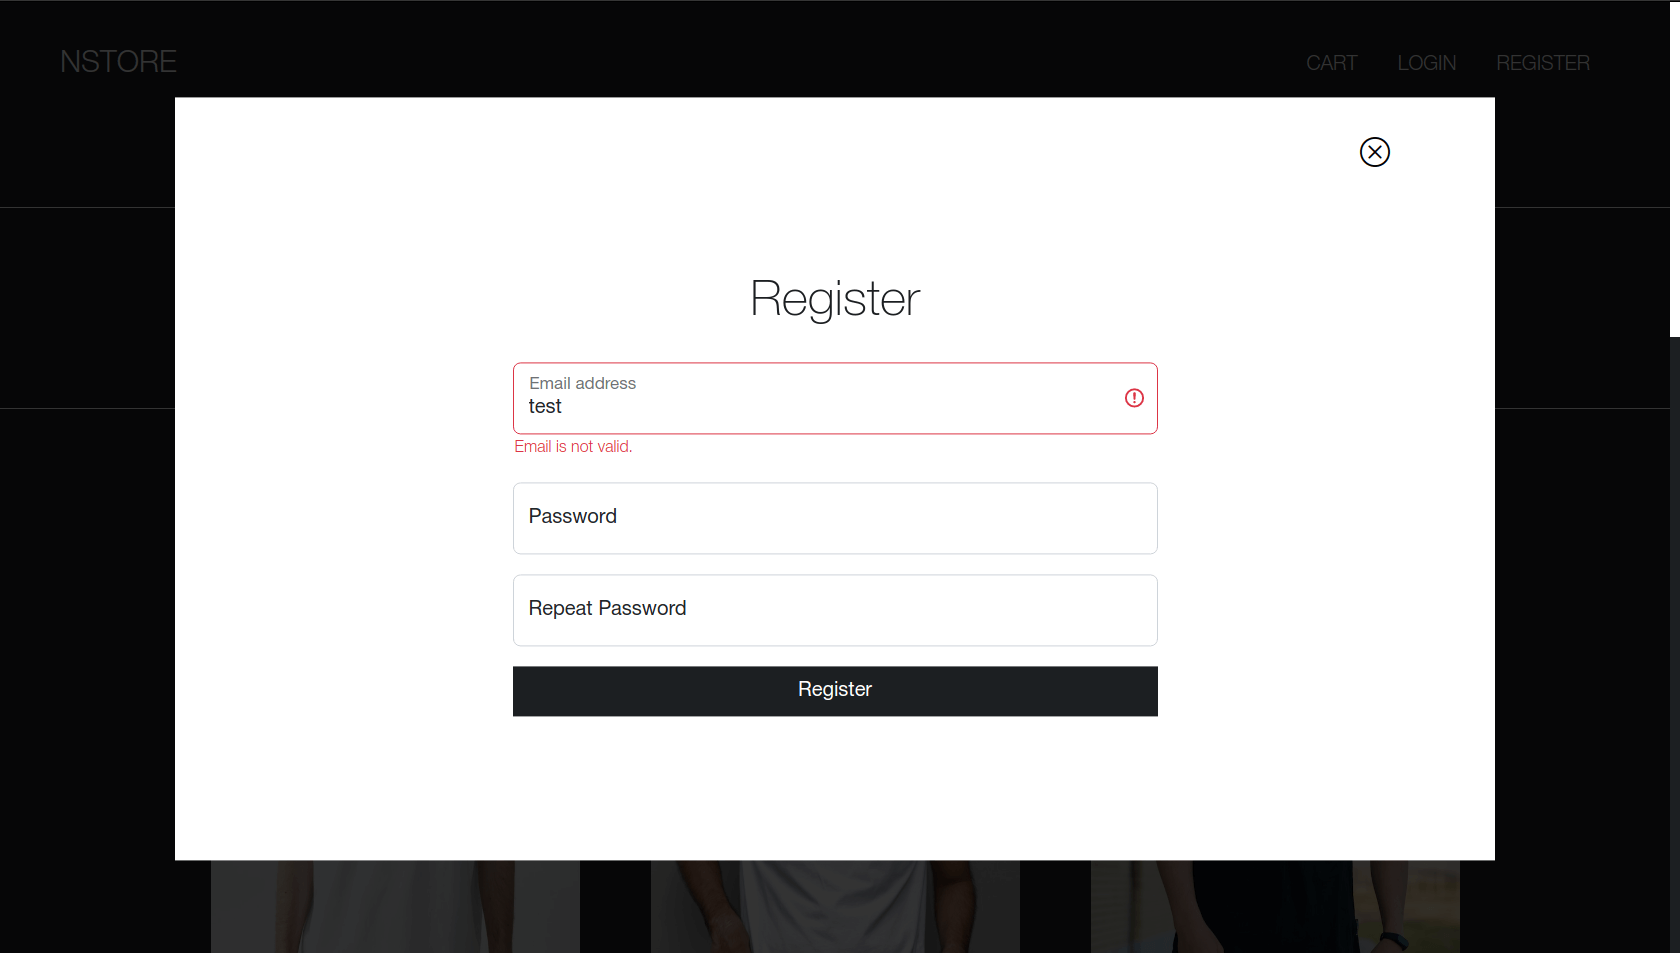 NSTORE
CART LOGIN REGISTER
Register
Email address
test
Email is not valid.
Password
Repeat Password
Register